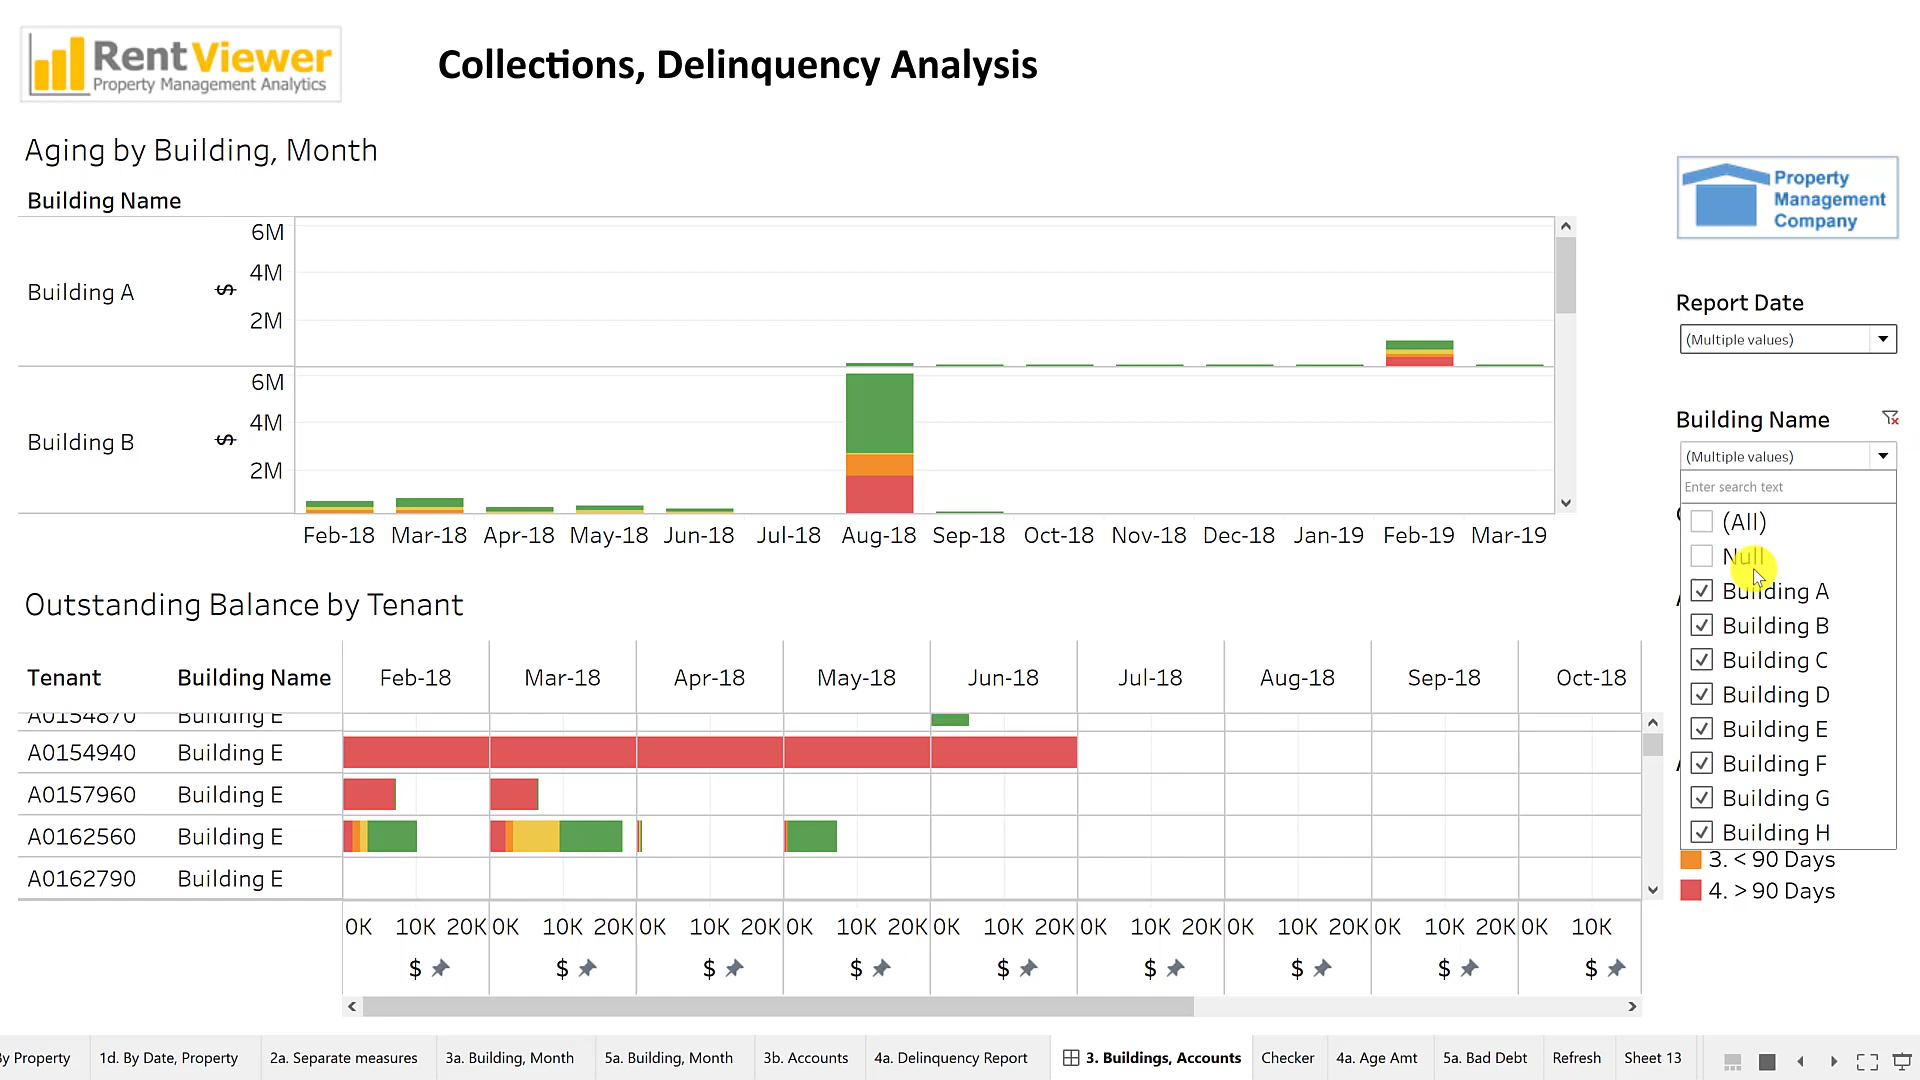 RentViewer
Property Management Analytics
Collections, Delinquency Analysis
Aging by Building, Month
Building Name
6M
4M
Building A
$
2M
6M
4M
Building B
$
2M
Feb-18 Mar-18 Apr-18 May-18 Jun-18 Jul-18 Aug-18 Sep-18 Oct-18 Nov-18 Dec-18 Jan-19 Feb-19 Mar-19
Outstanding Balance by Tenant
Tenant Building Name Feb-18 Mar-18 Apr-18 May-18 Jun-18 Jul-18 Aug-18 Sep-18 Oct-18
A0154870 Building E
A0154940 Building E
A0157960 Building E
A0162560 Building E
A0162790 Building E
0K 10K 20K 0K 10K 20K 0K 10K 20K 0K 10K 20K 0K 10K 20K 0K 10K 20K 0K 10K 20K 0K 10K 20K 0K 10K
$ $ $ $ $ $ $ $ $
Property
Management
Company
Report Date
(Multiple values)
Building Name
(Multiple values)
Enter search text
(All)
Null
Building A
Building B
Building C
Building D
Building E
Building F
Building G
Building H
3. < 90 Days
4. > 90 Days
By Property 1d. By Date, Property 2a. Separate measures 3a. Building, Month 5a. Building, Month 3b. Accounts 4a. Delinquency Report 3. Buildings, Accounts Checker 4a. Age Amt 5a. Bad Debt Refresh Sheet 13